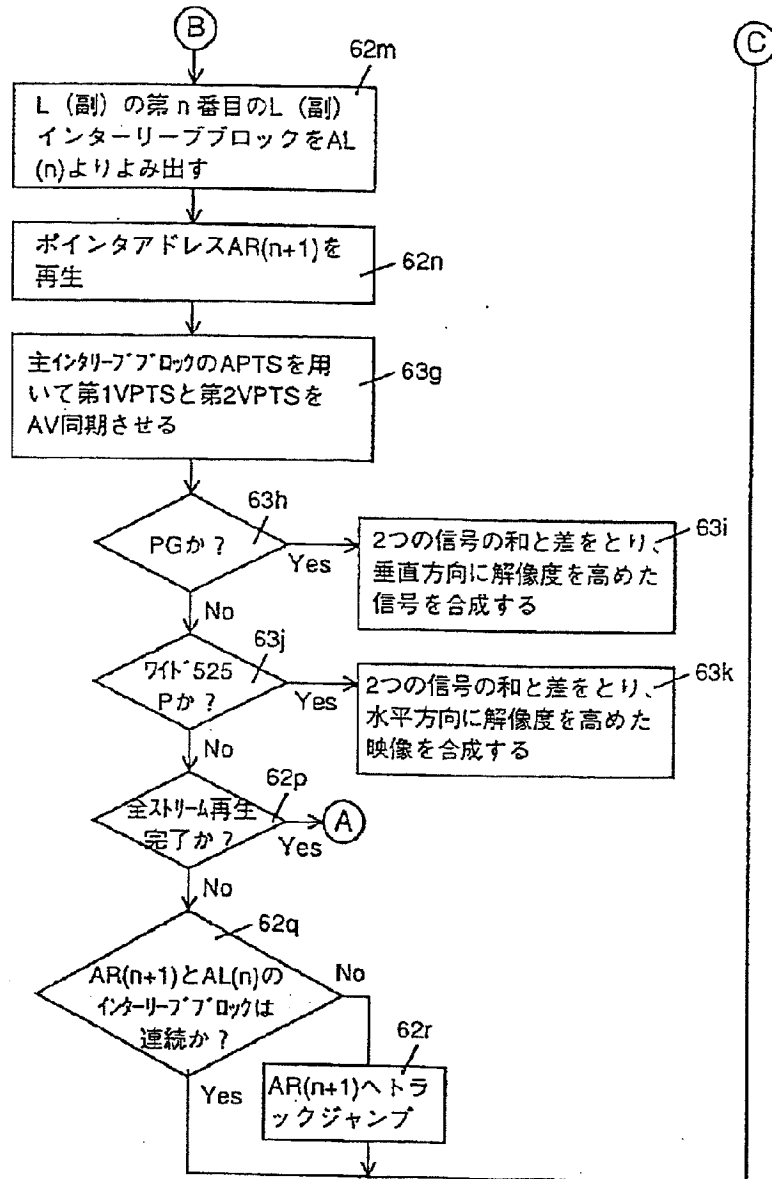 B
C
62m
L（副）の第n番目のL（副）
インターリーブブロックをAL
(n)よりよみ出す
ポインタアドレスAR(n+1)を
再生
62n
主インタリーブブロックのAPTSを用
いて第1VPTSと第2VPTSを
AV同期させる
63g
63h
PGか？
Yes
No
2つの信号の和と差をとり、
垂直方向に解像度を高めた
信号を合成する
63i
63j
ワイド525
Pか？
Yes
No
2つの信号の和と差をとり、
水平方向に解像度を高めた
映像を合成する
63k
62p
全ストリーム再生
完了か？
Yes
A
No
62q
AR(n+1)とAL(n)の
インターリーブブロックは
連続か？
No
Yes
62r
AR(n+1)へトラ
ックジャンプ